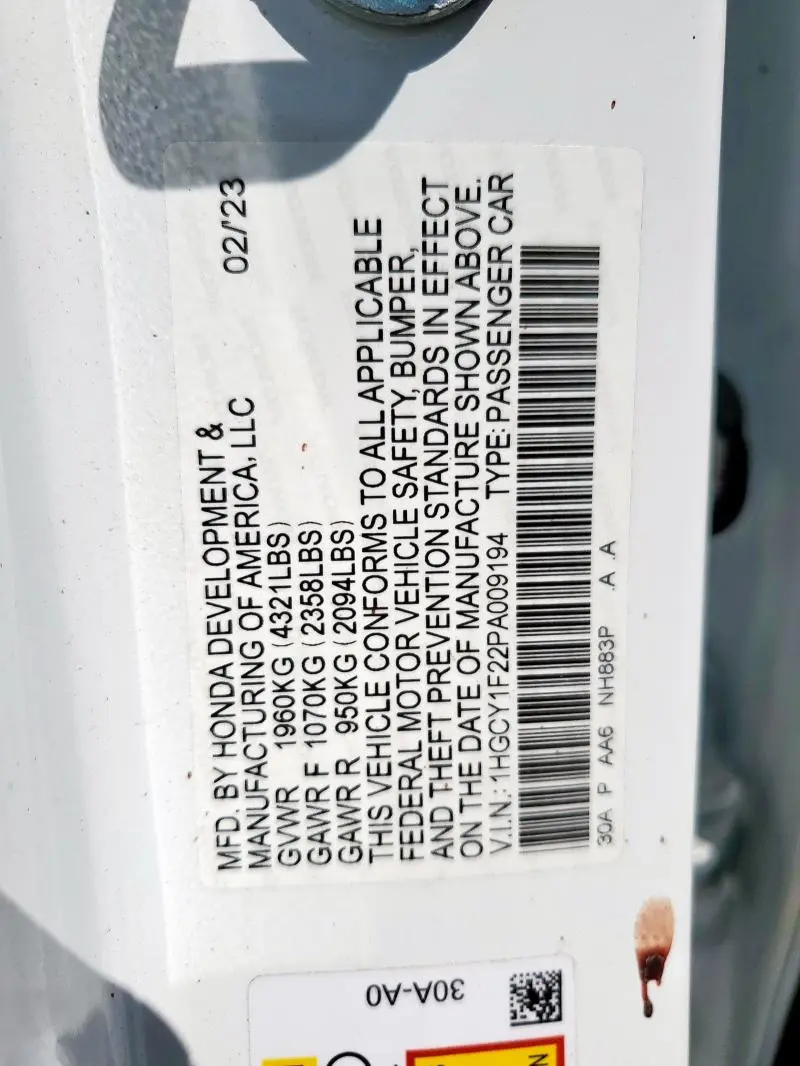 MFD. BY HONDA DEVELOPMENT &
MANUFACTURING OF AMERICA, LLC 02/'23
GVWR 1960KG (4321LBS)
GAWR F 1070KG (2358LBS)
GAWR R 950KG (2094LBS)
THIS VEHICLE CONFORMS TO ALL APPLICABLE
FEDERAL MOTOR VEHICLE SAFETY, BUMPER,
AND THEFT PREVENTION STANDARDS IN EFFECT
ON THE DATE OF MANUFACTURE SHOWN ABOVE.
V.I.N.: 1HGCY1F22PA009194 TYPE: PASSENGER CAR
30A P AA6 NH883P .A .A
30A-A0